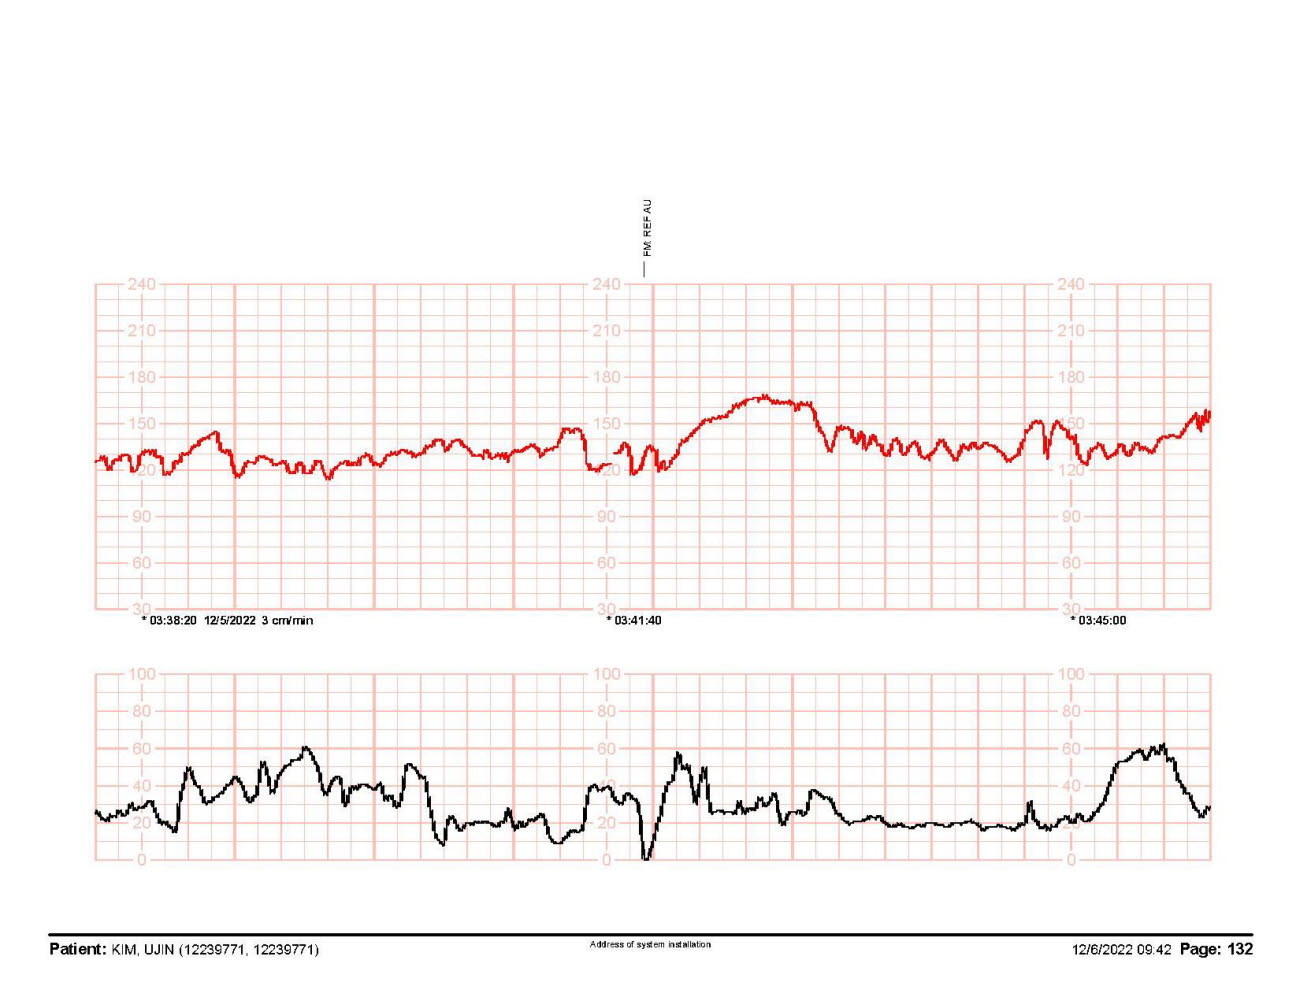 FM: REF AU
240 240 240
210 210 210
180 180 180
150 150 150
120 120 120
90 90 90
60 60 60
30 30 30
* 03:38:20 12/5/2022 3 cm/min * 03:41:40 * 03:45:00
100 100 100
80 80 80
60 60 60
40 40 40
20 20 20
0 0 0
Patient: KIM, UJIN (12239771, 12239771) Address of system installation 12/6/2022 09:42 Page: 132